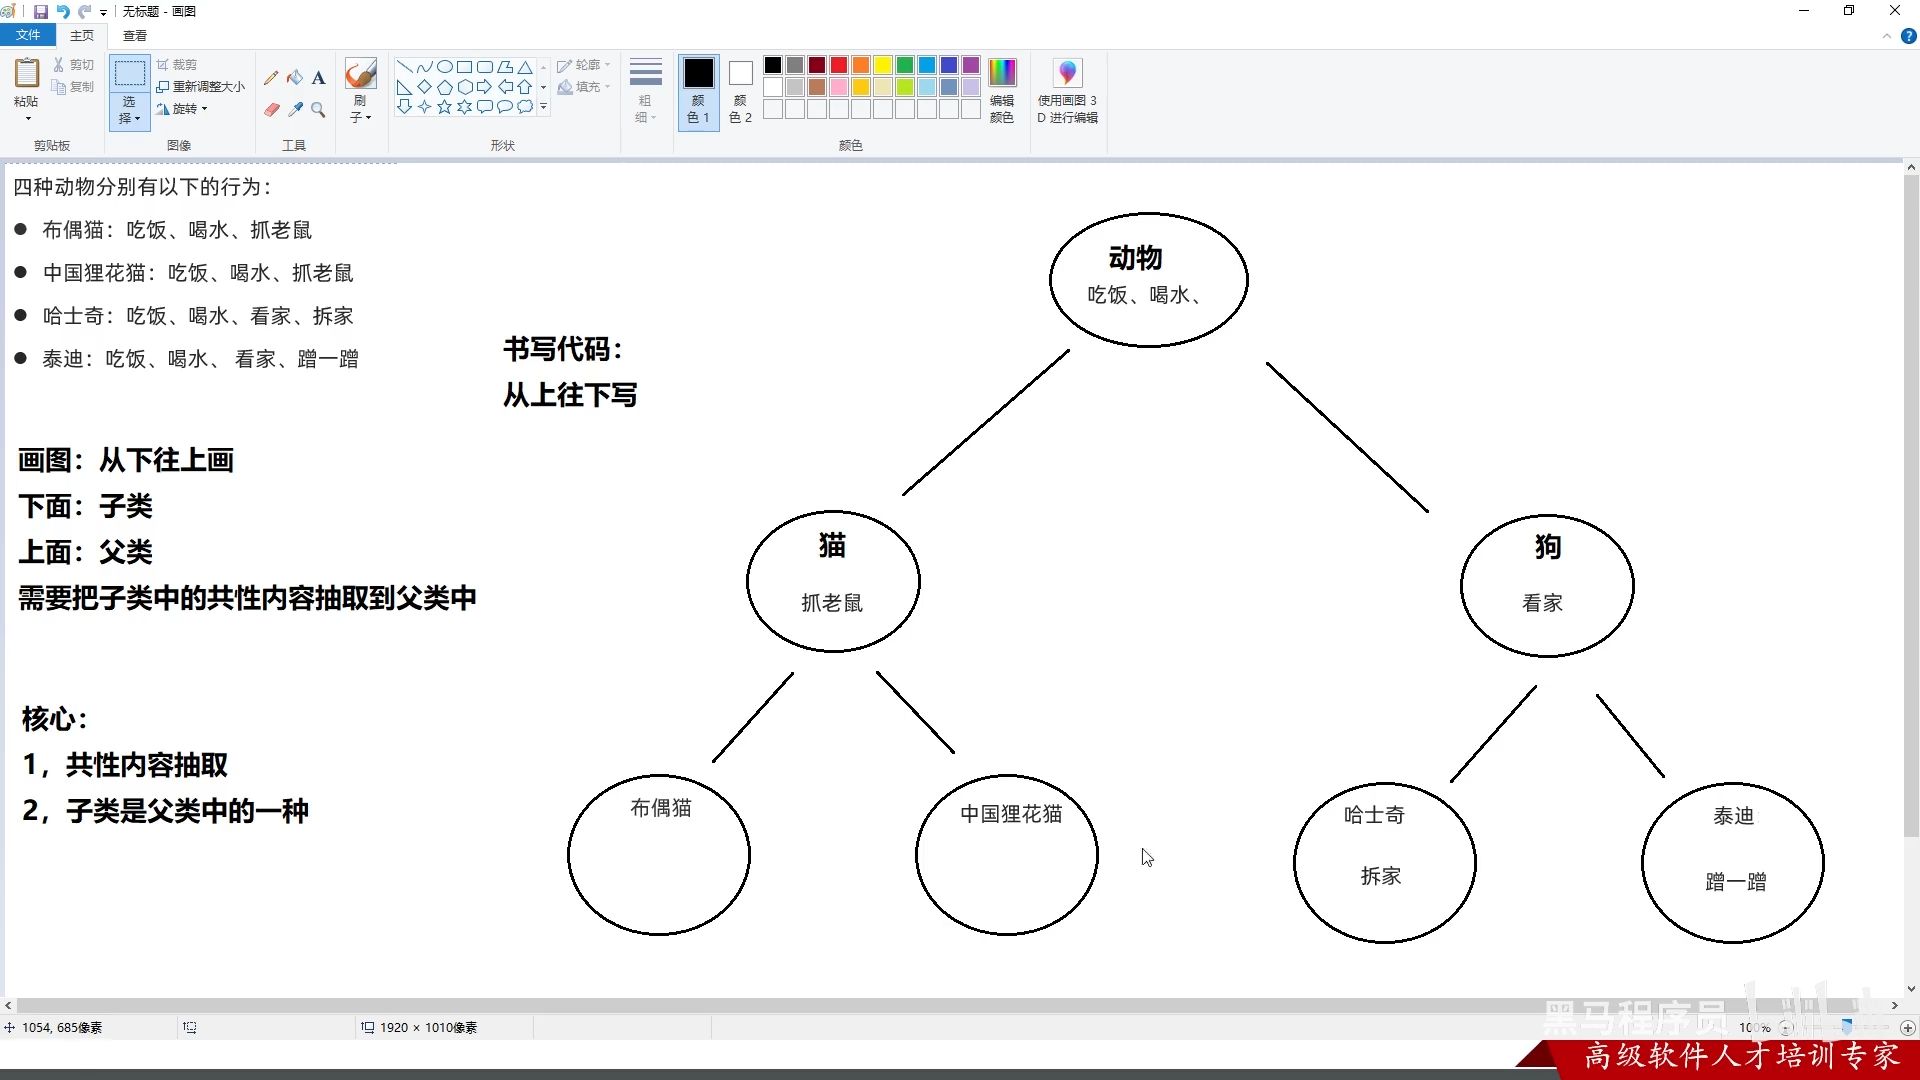 无标题 - 画图
文件 主页 查看
粘贴
剪切
复制
剪贴板
选择
裁剪
重新调整大小
旋转
图像
A
工具
刷子
轮廓
填充
形状
粗细
颜色 1
颜色 2
编辑颜色
颜色
使用画图 3D 进行编辑
四种动物分别有以下的行为：
● 布偶猫：吃饭、喝水、抓老鼠
● 中国狸花猫：吃饭、喝水、抓老鼠
● 哈士奇：吃饭、喝水、看家、拆家
● 泰迪：吃饭、喝水、 看家、蹭一蹭
书写代码：
从上往下写
画图：从下往上画
下面：子类
上面：父类
需要把子类中的共性内容抽取到父类中
核心：
1，共性内容抽取
2，子类是父类中的一种
动物
吃饭、喝水、
猫
抓老鼠
狗
看家
布偶猫
中国狸花猫
哈士奇
拆家
泰迪
蹭一蹭
1054, 685像素
1920 × 1010像素
100%
黑马程序员
高级软件人才培训专家